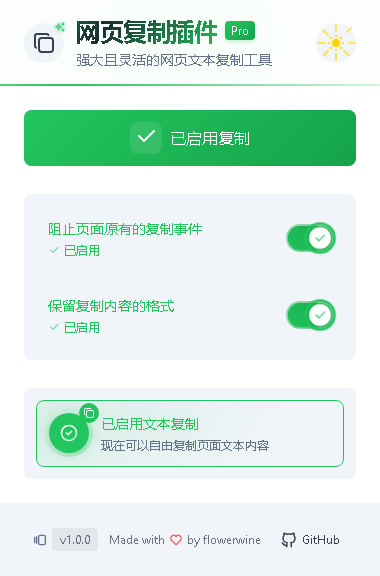 网页复制插件 Pro
强大且灵活的网页文本复制工具
已启用复制
阻止页面原有的复制事件
已启用
保留复制内容的格式
已启用
已启用文本复制
现在可以自由复制页面文本内容
v1.0.0 Made with by flowerwine GitHub